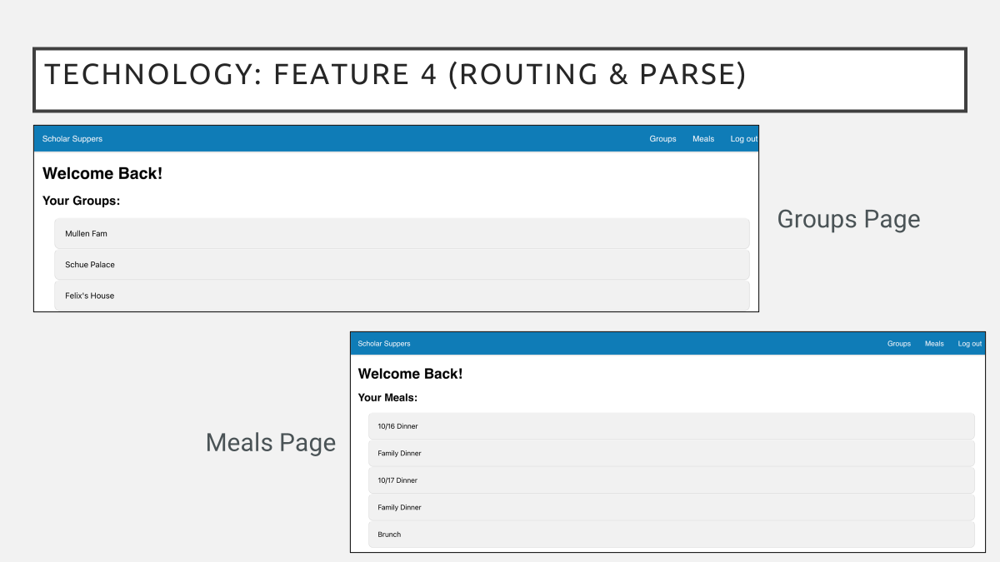 TECHNOLOGY: FEATURE 4 (ROUTING & PARSE)
Scholar Suppers Groups Meals Log out
Welcome Back!
Your Groups:
Mullen Fam
Schue Palace
Felix's House
Groups Page
Scholar Suppers Groups Meals Log out
Welcome Back!
Your Meals:
10/16 Dinner
Family Dinner
10/17 Dinner
Family Dinner
Brunch
Meals Page